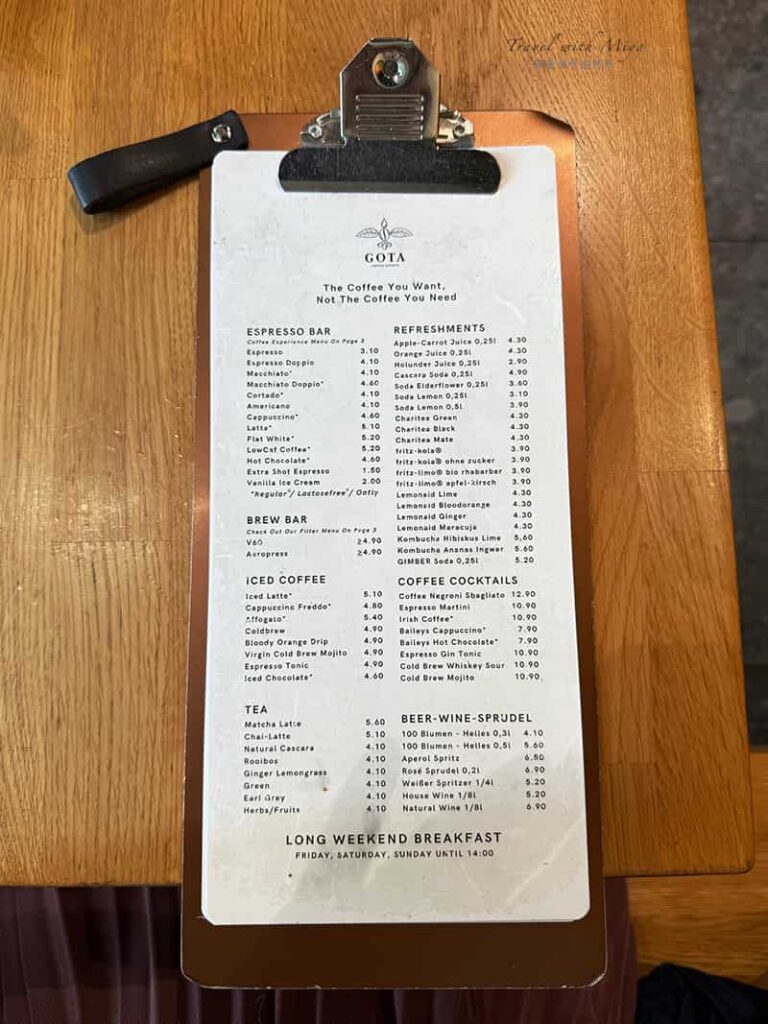 Travel with Miya
GOTA
The Coffee You Want,
Not The Coffee You Need
ESPRESSO BAR
Coffee Experience Menu On Page 3
Espresso 3.10
Espresso Doppio 4.10
Macchiato* 4.10
Macchiato Doppio* 4.60
Cortado* 4.10
Americano 4.10
Cappuccino* 4.60
Latte* 5.10
Flat White* 5.20
LowCaf Coffee* 5.20
Hot Chocolate* 4.60
Extra Shot Espresso 1.50
Vanilla Ice Cream 2.00
*Regular°/ Lactosefree°/ Oatly
BREW BAR
Check Out Our Filter Menu On Page 3
V60 ≥4.90
Aeropress ≥4.90
ICED COFFEE
Iced Latte* 5.10
Cappuccino Freddo* 4.80
Affogato* 5.40
Coldbrew 4.90
Bloody Orange Drip 4.90
Virgin Cold Brew Mojito 4.90
Espresso Tonic 4.90
Iced Chocolate* 4.60
TEA
Matcha Latte 5.60
Chai-Latte 5.10
Natural Cascara 4.10
Rooibos 4.10
Ginger Lemongrass 4.10
Green 4.10
Earl Grey 4.10
Herbs/Fruits 4.10
REFRESHMENTS
Apple-Carrot Juice 0,25l 4.30
Orange Juice 0,25l 4.30
Holunder Juice 0,25l 2.90
Cascara Soda 0,25l 4.90
Soda Elderflower 0,25l 3.60
Soda Lemon 0,25l 3.10
Soda Lemon 0,5l 3.90
Charitea Green 4.30
Charitea Black 4.30
Charitea Mate 4.30
fritz-kola® 3.90
fritz-kola® ohne zucker 3.90
fritz-limo® bio rhabarber 3.90
fritz-limo® apfel-kirsch 3.90
Lemonaid Lime 4.30
Lemonaid Bloodorange 4.30
Lemonaid Ginger 4.30
Lemonaid Maracuja 4.30
Kombucha Hibiskus Lime 5,60
Kombucha Ananas Ingwer 5.60
GIMBER Soda 0,25l 5.20
COFFEE COCKTAILS
Coffee Negroni Sbagliato 12.90
Espresso Martini 10.90
Irish Coffee* 10.90
Baileys Cappuccino* 7.90
Baileys Hot Chocolate* 7.90
Espresso Gin Tonic 10.90
Cold Brew Whiskey Sour 10.90
Cold Brew Mojito 10.90
BEER-WINE-SPRUDEL
100 Blumen - Helles 0,3l 4.10
100 Blumen - Helles 0,5l 5.60
Aperol Spritz 6.50
Rosé Sprudel 0,2l 6.90
Weißer Spritzer 1/4l 5.20
House Wine 1/8l 5.20
Natural Wine 1/8l 6.90
LONG WEEKEND BREAKFAST
FRIDAY, SATURDAY, SUNDAY UNTIL 14:00